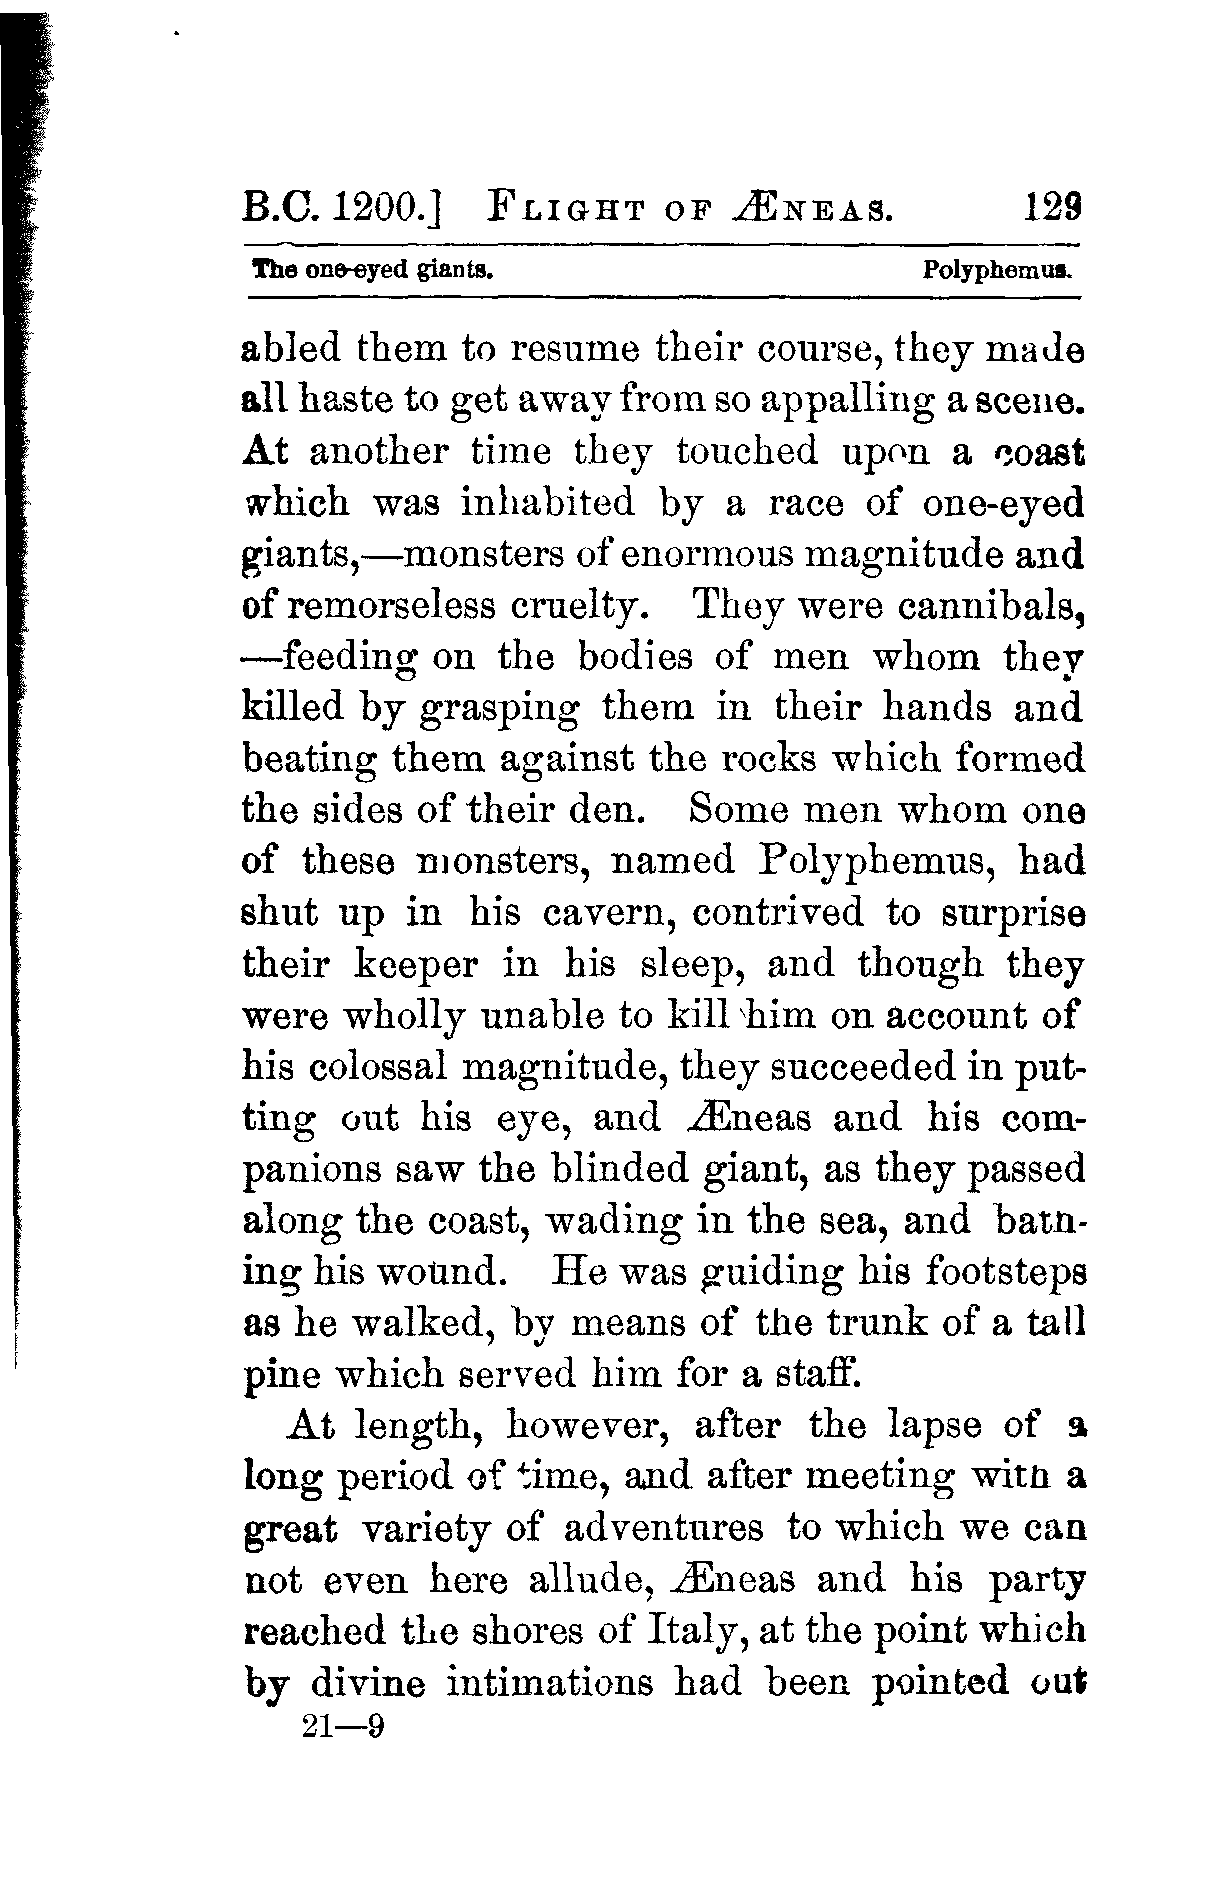 B.C. 1200.] FLIGHT OF ÆNEAS. 129
The one-eyed giants. Polyphemus.
abled them to resume their course, they made
all haste to get away from so appalling a scene.
At another time they touched upon a coast
which was inhabited by a race of one-eyed
giants,—monsters of enormous magnitude and
of remorseless cruelty. They were cannibals,
—feeding on the bodies of men whom they
killed by grasping them in their hands and
beating them against the rocks which formed
the sides of their den. Some men whom one
of these monsters, named Polyphemus, had
shut up in his cavern, contrived to surprise
their keeper in his sleep, and though they
were wholly unable to kill him on account of
his colossal magnitude, they succeeded in put-
ting out his eye, and Æneas and his com-
panions saw the blinded giant, as they passed
along the coast, wading in the sea, and bath-
ing his wound. He was guiding his footsteps
as he walked, by means of the trunk of a tall
pine which served him for a staff.
At length, however, after the lapse of a
long period of time, and after meeting with a
great variety of adventures to which we can
not even here allude, Æneas and his party
reached the shores of Italy, at the point which
by divine intimations had been pointed out
21—9